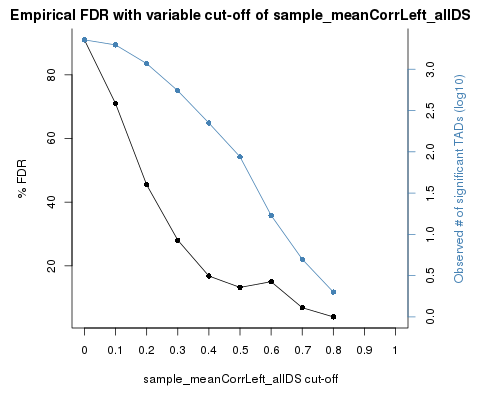 Empirical FDR with variable cut-off of sample_meanCorrLeft_allDS
% FDR
20
40
60
80
0 0.1 0.2 0.3 0.4 0.5 0.6 0.7 0.8 0.9 1
sample_meanCorrLeft_allDS cut-off
0.0
0.5
1.0
1.5
2.0
2.5
3.0
Observed # of significant TADs (log10)